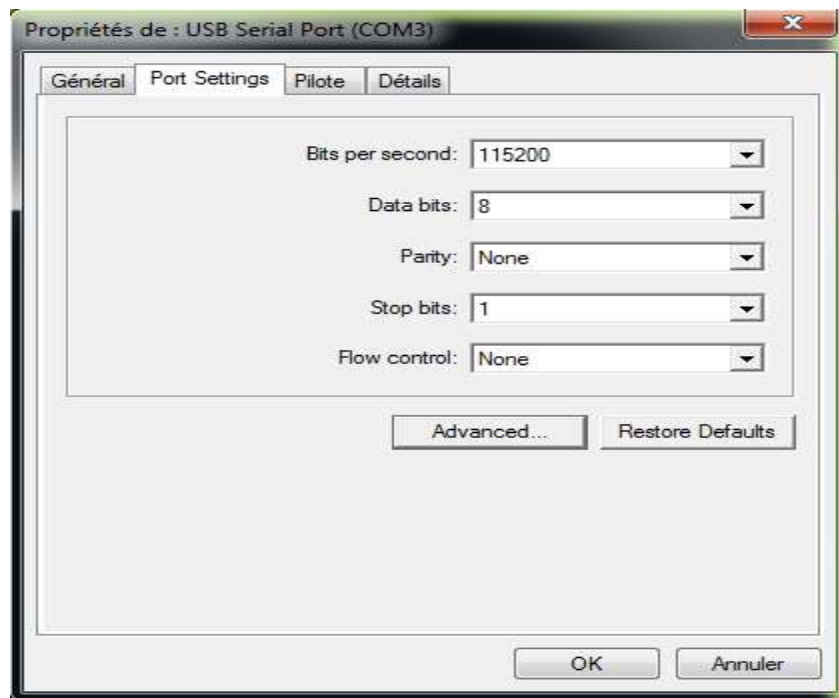 Propriétés de : USB Serial Port (COM3)
Général Port Settings Pilote Détails
Bits per second: 115200
Data bits: 8
Parity: None
Stop bits: 1
Flow control: None
Advanced... Restore Defaults
OK Annuler